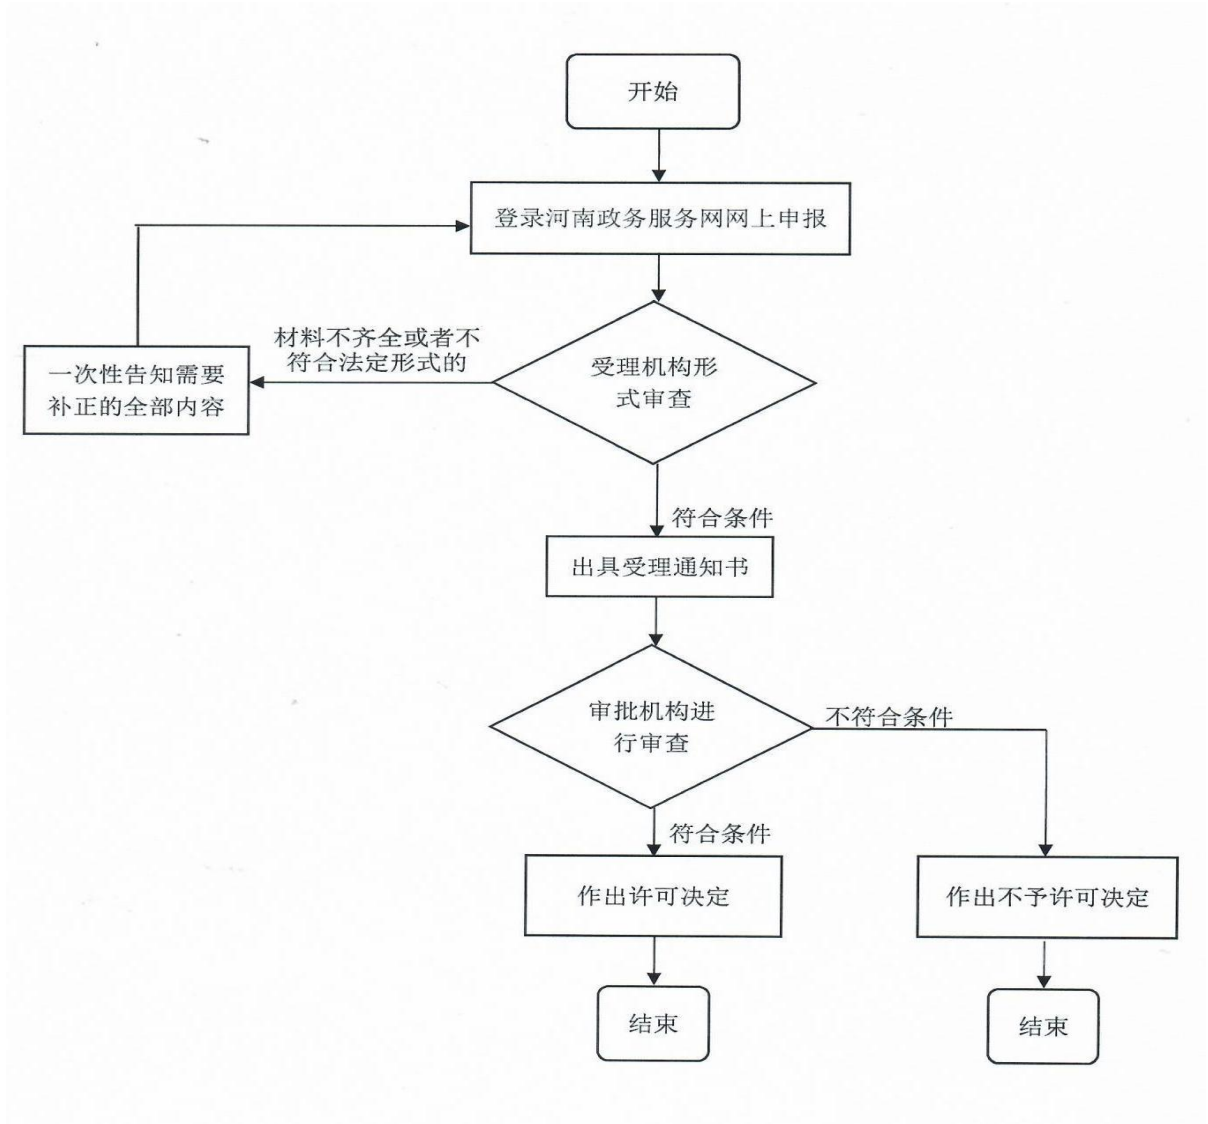 开始
登录河南政务服务网网上申报
材料不齐全或者不
符合法定形式的
一次性告知需要
补正的全部内容
受理机构形
式审查
符合条件
出具受理通知书
审批机构进
行审查
不符合条件
符合条件
作出许可决定
作出不予许可决定
结束
结束